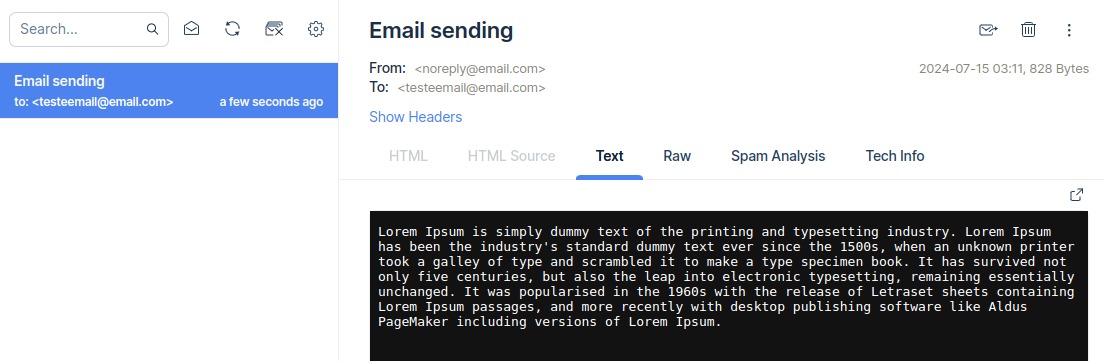 Search...
Email sending
to: <testeemail@email.com> a few seconds ago
Email sending
From: <noreply@email.com> 2024-07-15 03:11, 828 Bytes
To: <testeemail@email.com>
Show Headers
HTML HTML Source Text Raw Spam Analysis Tech Info
Lorem Ipsum is simply dummy text of the printing and typesetting industry. Lorem Ipsum
has been the industry's standard dummy text ever since the 1500s, when an unknown printer
took a galley of type and scrambled it to make a type specimen book. It has survived not
only five centuries, but also the leap into electronic typesetting, remaining essentially
unchanged. It was popularised in the 1960s with the release of Letraset sheets containing
Lorem Ipsum passages, and more recently with desktop publishing software like Aldus
PageMaker including versions of Lorem Ipsum.